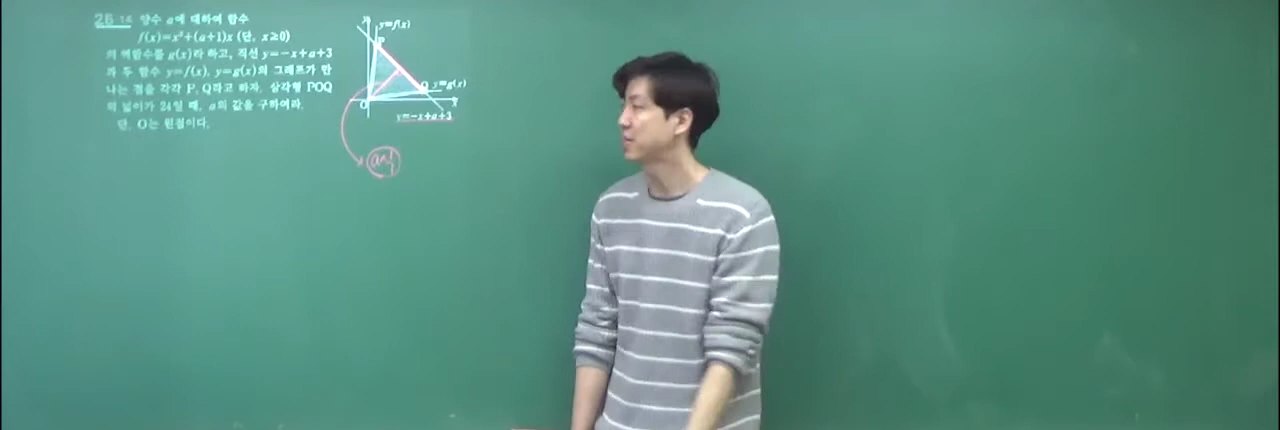 26 14 양수 a에 대하여 함수
f(x)=x²+(a+1)x (단, x≥0)
의 역함수를 g(x)라 하고, 직선 y=-x+a+3
과 두 함수 y=f(x), y=g(x)의 그래프가 만
나는 점을 각각 P, Q라고 하자. 삼각형 POQ
의 넓이가 24일 때, a의 값을 구하여라.
단, O는 원점이다.
y=f(x)
P
Q
y=g(x)
O
x
y=-x+a+3